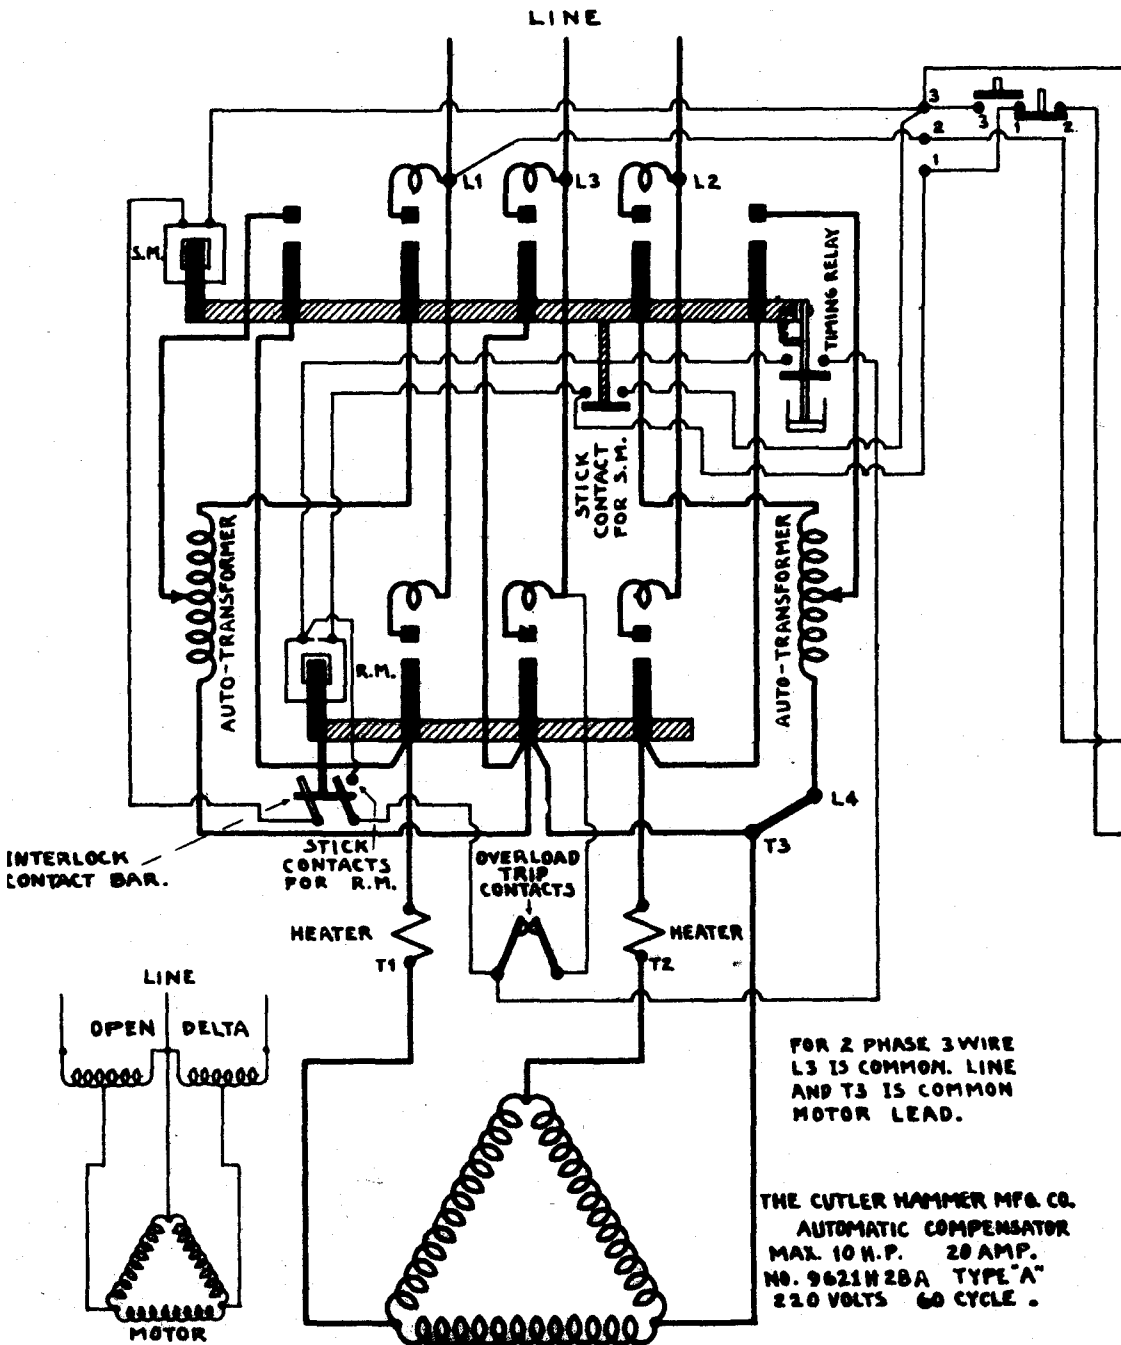 LINE
3
3
1
2
2
1
L1
L3
L2
S.M.
TIMING RELAY
STICK
CONTACT
FOR S.M.
AUTO-TRANSFORMER
AUTO-TRANSFORMER
R.M.
L4
T3
INTERLOCK
CONTACT BAR.
STICK
CONTACTS
FOR R.M.
OVERLOAD
TRIP
CONTACTS
HEATER
HEATER
T1
T2
LINE
OPEN DELTA
MOTOR
FOR 2 PHASE 3 WIRE
L3 IS COMMON. LINE
AND T3 IS COMMON
MOTOR LEAD.
THE CUTLER HAMMER MFG. CO.
AUTOMATIC COMPENSATOR
MAX. 10 H.P. 20 AMP.
NO. 9621H2BA TYPE "A"
220 VOLTS 60 CYCLE.